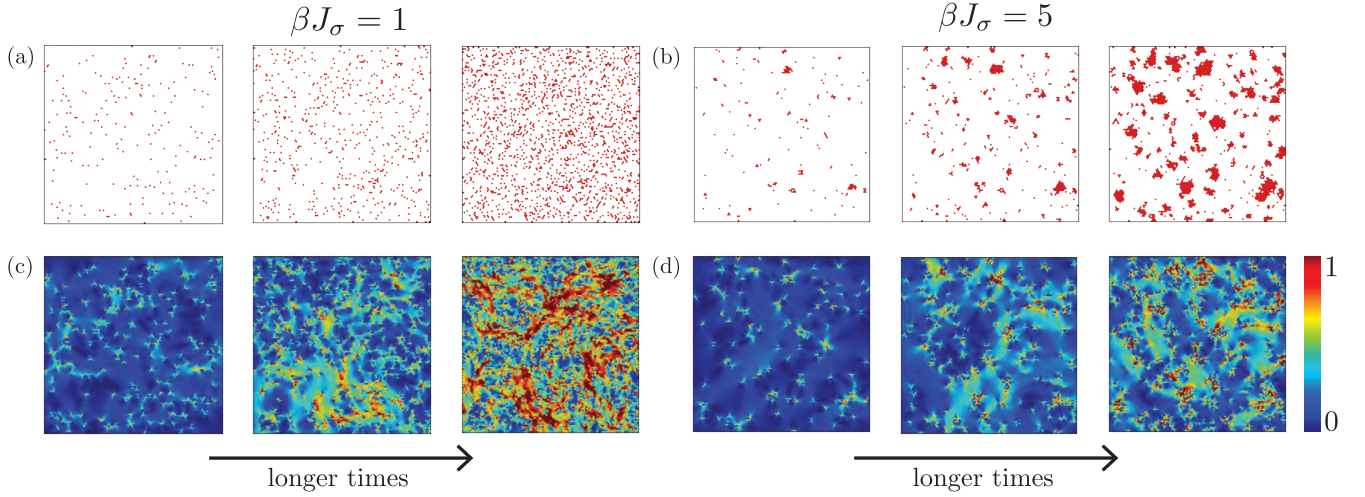 βJσ = 1
βJσ = 5
(a)
(b)
(c)
(d)
1
0
longer times
longer times